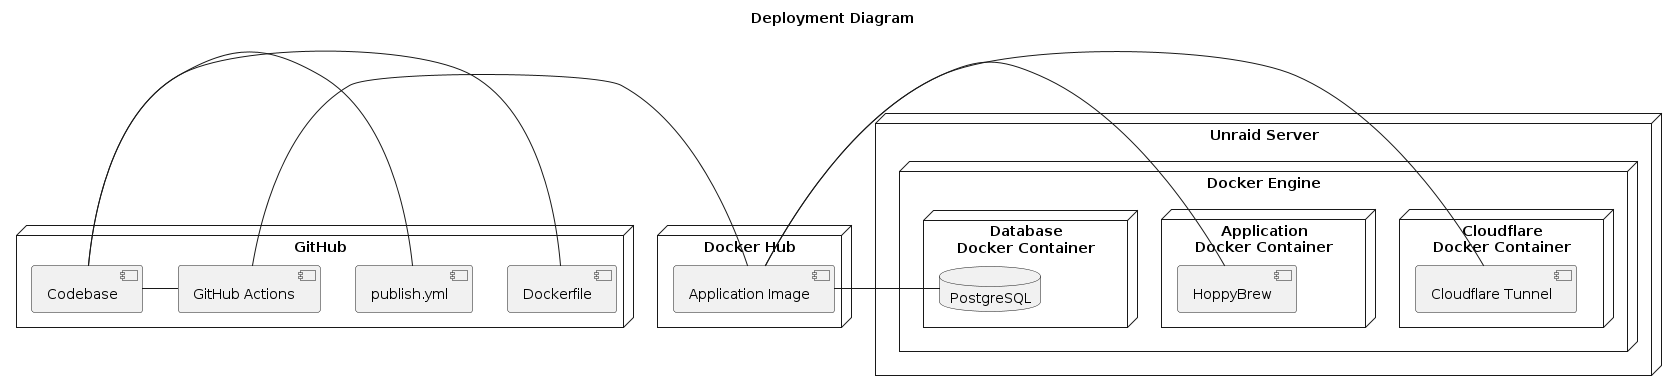 Deployment Diagram
Unraid Server
Docker Engine
GitHub
Docker Hub
Database
Docker Container
Application
Docker Container
Cloudflare
Docker Container
Codebase
GitHub Actions
publish.yml
Dockerfile
Application Image
PostgreSQL
HoppyBrew
Cloudflare Tunnel